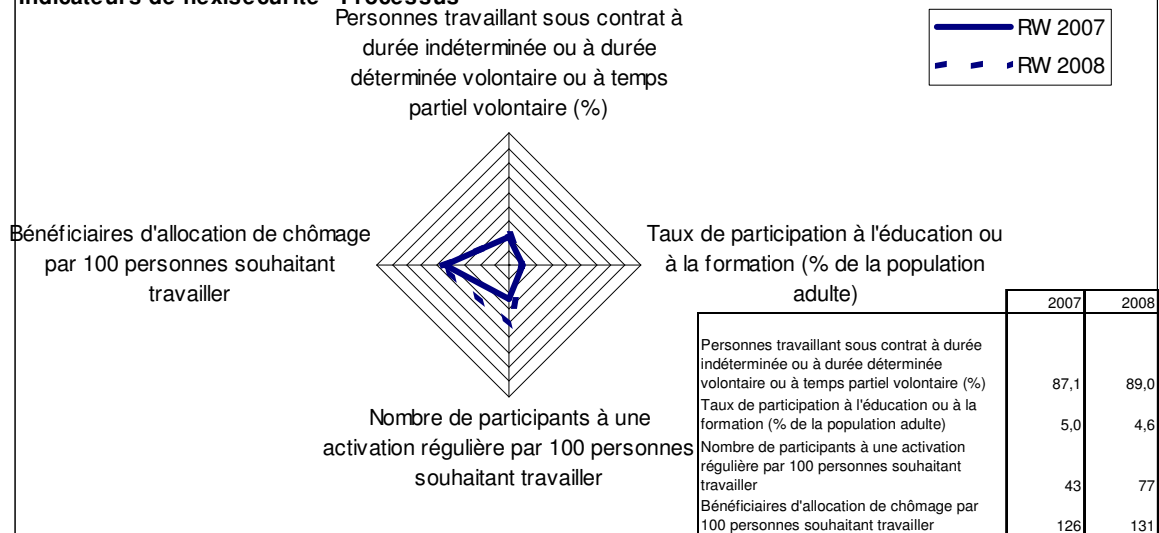 Indicateurs de flexisécurité - Processus
Personnes travaillant sous contrat à
durée indéterminée ou à durée
déterminée volontaire ou à temps
partiel volontaire (%)
RW 2007
RW 2008
Bénéficiaires d'allocation de chômage
par 100 personnes souhaitant
travailler
Taux de participation à l'éducation ou
à la formation (% de la population
adulte)
Nombre de participants à une
activation régulière par 100 personnes
souhaitant travailler
2007 2008
Personnes travaillant sous contrat à durée
indéterminée ou à durée déterminée
volontaire ou à temps partiel volontaire (%) 87,1 89,0
Taux de participation à l'éducation ou à la
formation (% de la population adulte) 5,0 4,6
Nombre de participants à une activation
régulière par 100 personnes souhaitant
travailler 43 77
Bénéficiaires d'allocation de chômage par
100 personnes souhaitant travailler 126 131